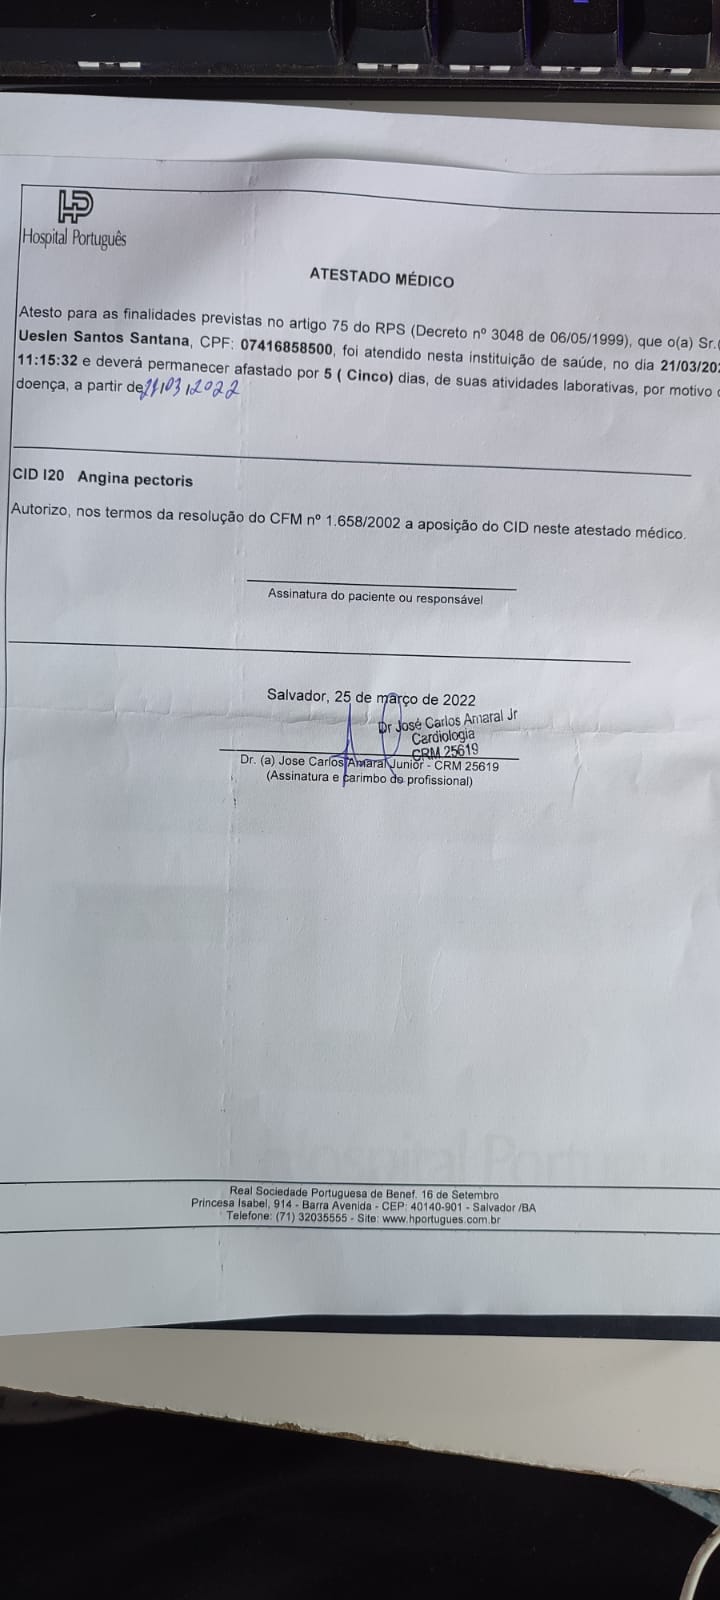 HP
Hospital Português
ATESTADO MÉDICO
Atesto para as finalidades previstas no artigo 75 do RPS (Decreto nº 3048 de 06/05/1999), que o(a) Sr.(
Ueslen Santos Santana, CPF: 07416858500, foi atendido nesta instituição de saúde, no dia 21/03/202
11:15:32 e deverá permanecer afastado por 5 ( Cinco) dias, de suas atividades laborativas, por motivo d
doença, a partir de 21/03/2022
CID I20 Angina pectoris
Autorizo, nos termos da resolução do CFM nº 1.658/2002 a aposição do CID neste atestado médico.
Assinatura do paciente ou responsável
Salvador, 25 de março de 2022
Dr José Carlos Amaral Jr
Cardiologia
CRM 25619
Dr. (a) Jose Carlos Amaral Junior - CRM 25619
(Assinatura e carimbo do profissional)
Hospital Portugu
Real Sociedade Portuguesa de Benef. 16 de Setembro
Princesa Isabel, 914 - Barra Avenida - CEP: 40140-901 - Salvador /BA
Telefone: (71) 32035555 - Site: www.hportugues.com.br